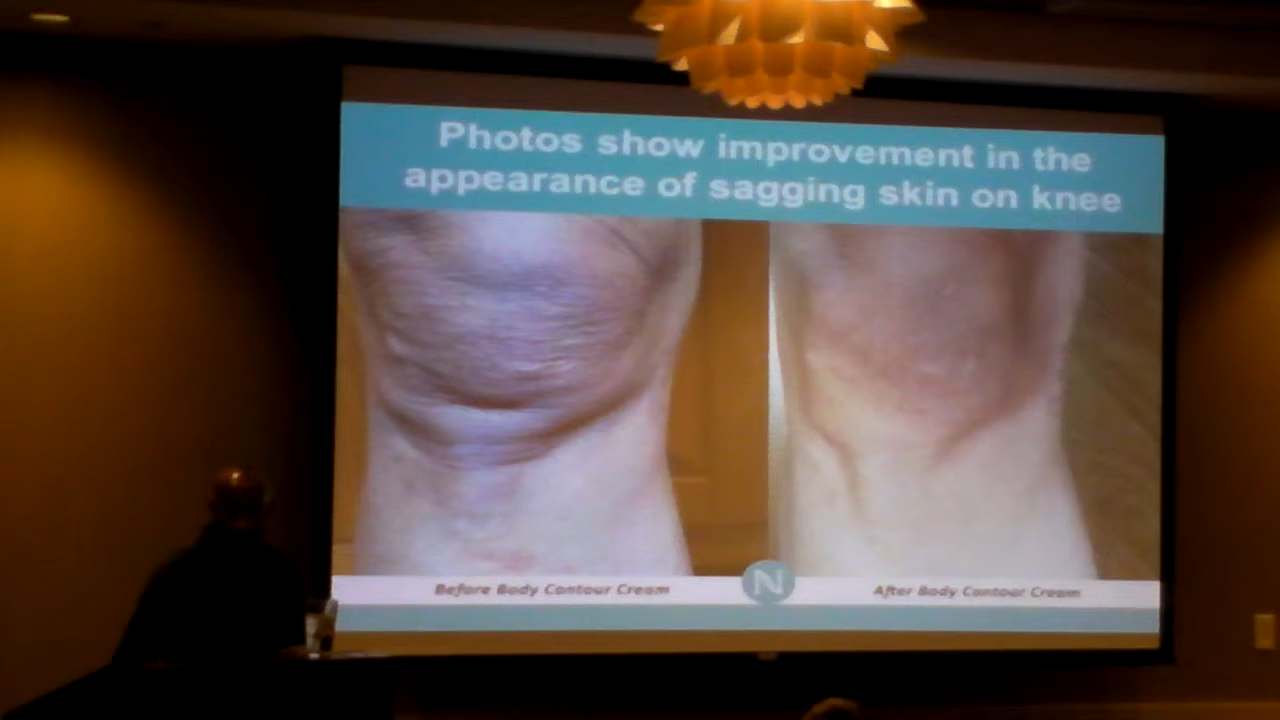 Photos show improvement in the
appearance of sagging skin on knee
Before Body Contour Cream
N
After Body Contour Cream